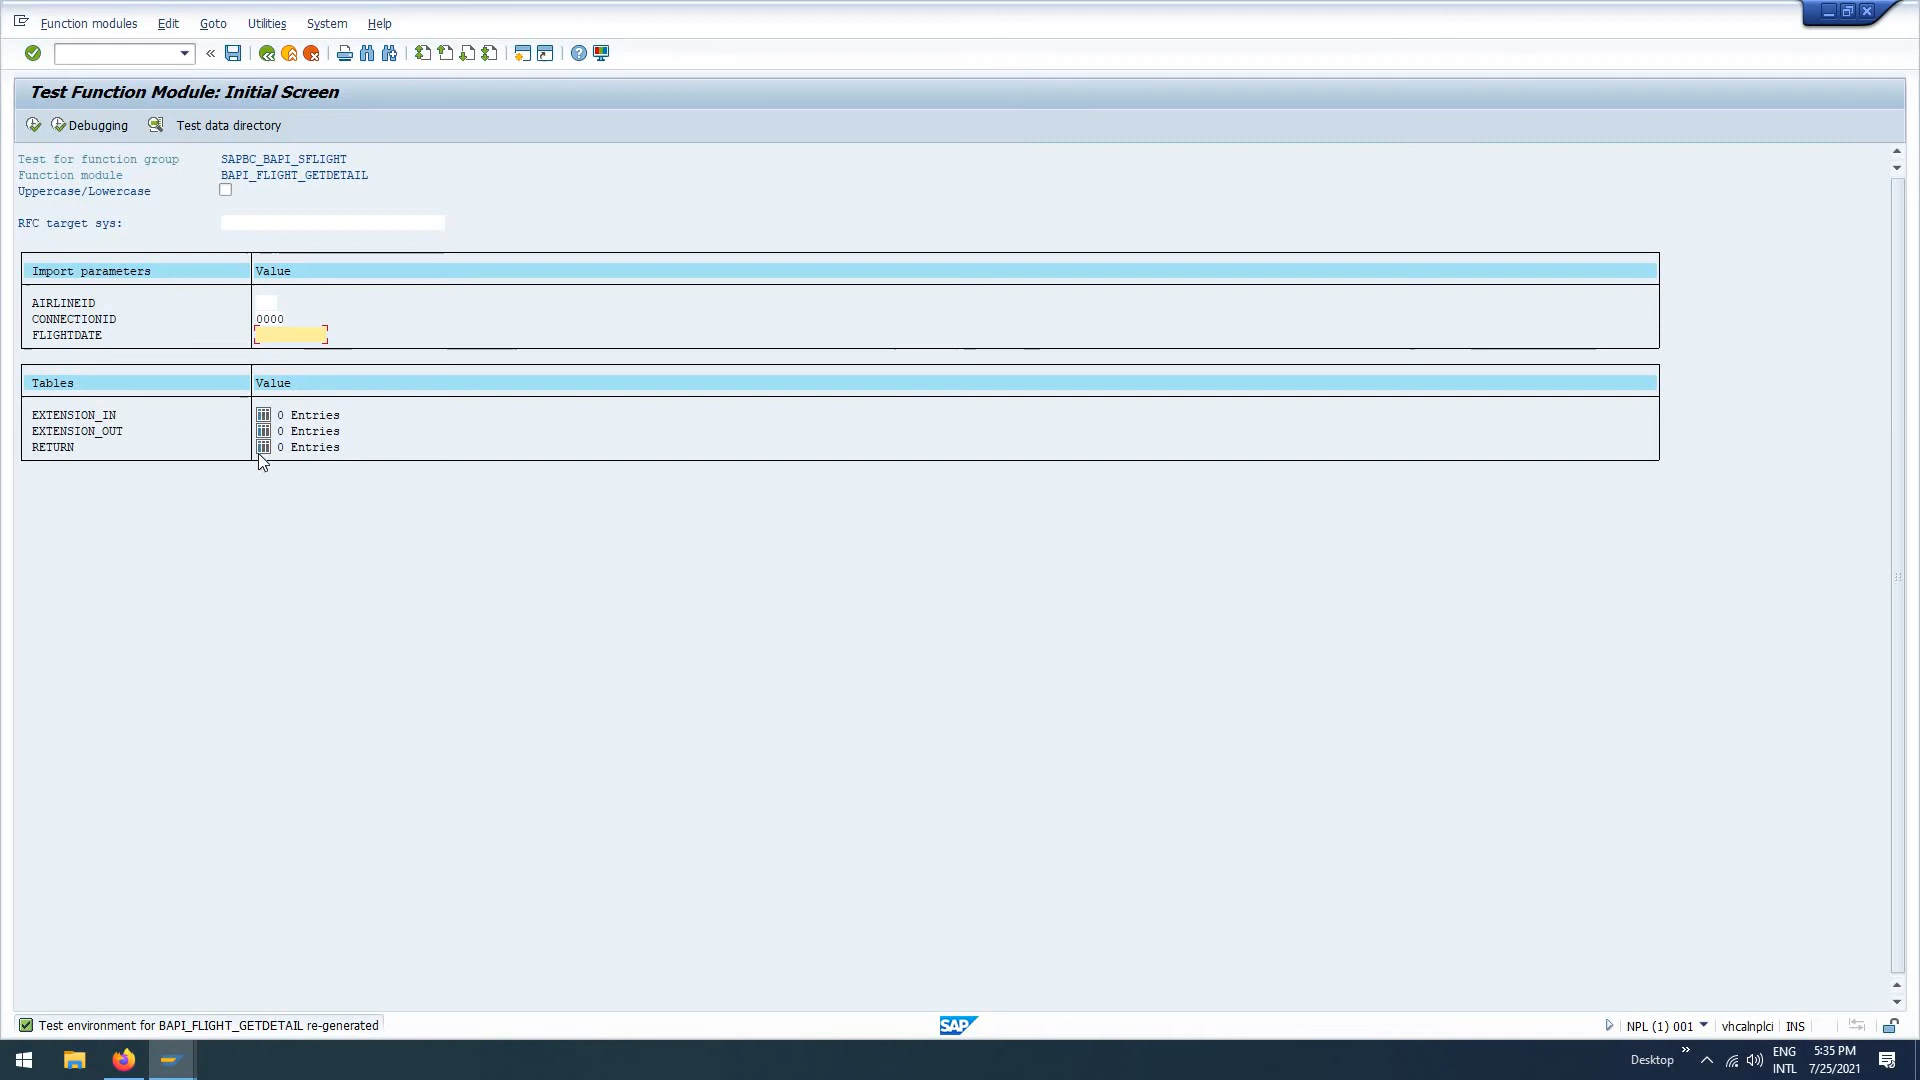 Function modules Edit Goto Utilities System Help
Test Function Module: Initial Screen
Debugging Test data directory
Test for function group SAPBC_BAPI_SFLIGHT
Function module BAPI_FLIGHT_GETDETAIL
Uppercase/Lowercase
RFC target sys:
Import parameters Value
AIRLINEID
CONNECTIONID 0000
FLIGHTDATE
Tables Value
EXTENSION_IN 0 Entries
EXTENSION_OUT 0 Entries
RETURN 0 Entries
Test environment for BAPI_FLIGHT_GETDETAIL re-generated
SAP
NPL (1) 001 vhcalnplci INS
Desktop
ENG
INTL
5:35 PM
7/25/2021